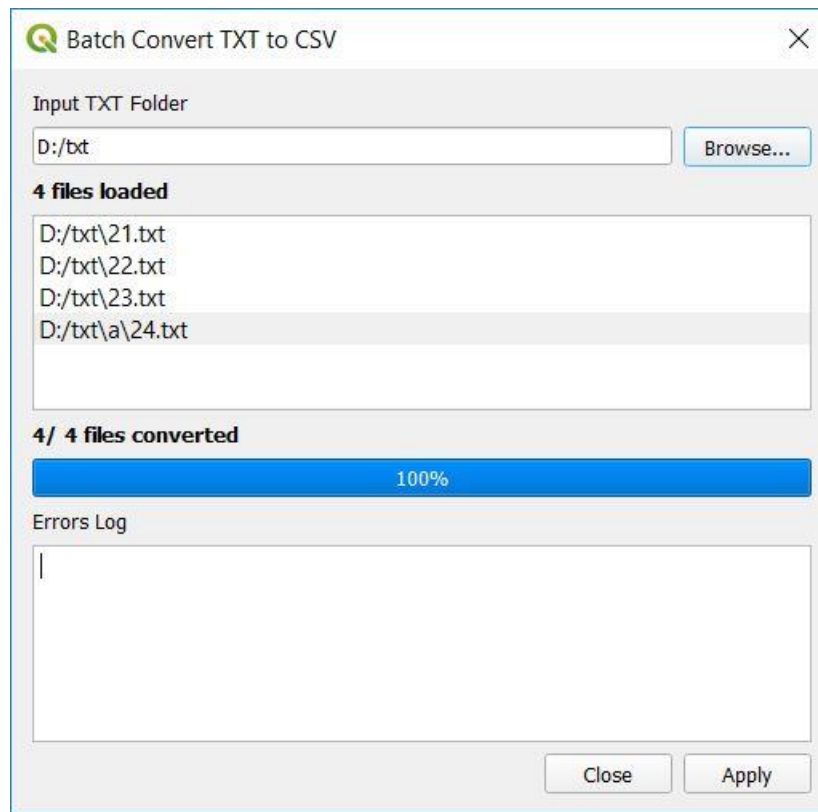 Batch Convert TXT to CSV
Input TXT Folder
D:/txt
Browse...
4 files loaded
D:/txt\21.txt
D:/txt\22.txt
D:/txt\23.txt
D:/txt\a\24.txt
4/ 4 files converted
100%
Errors Log
Close
Apply